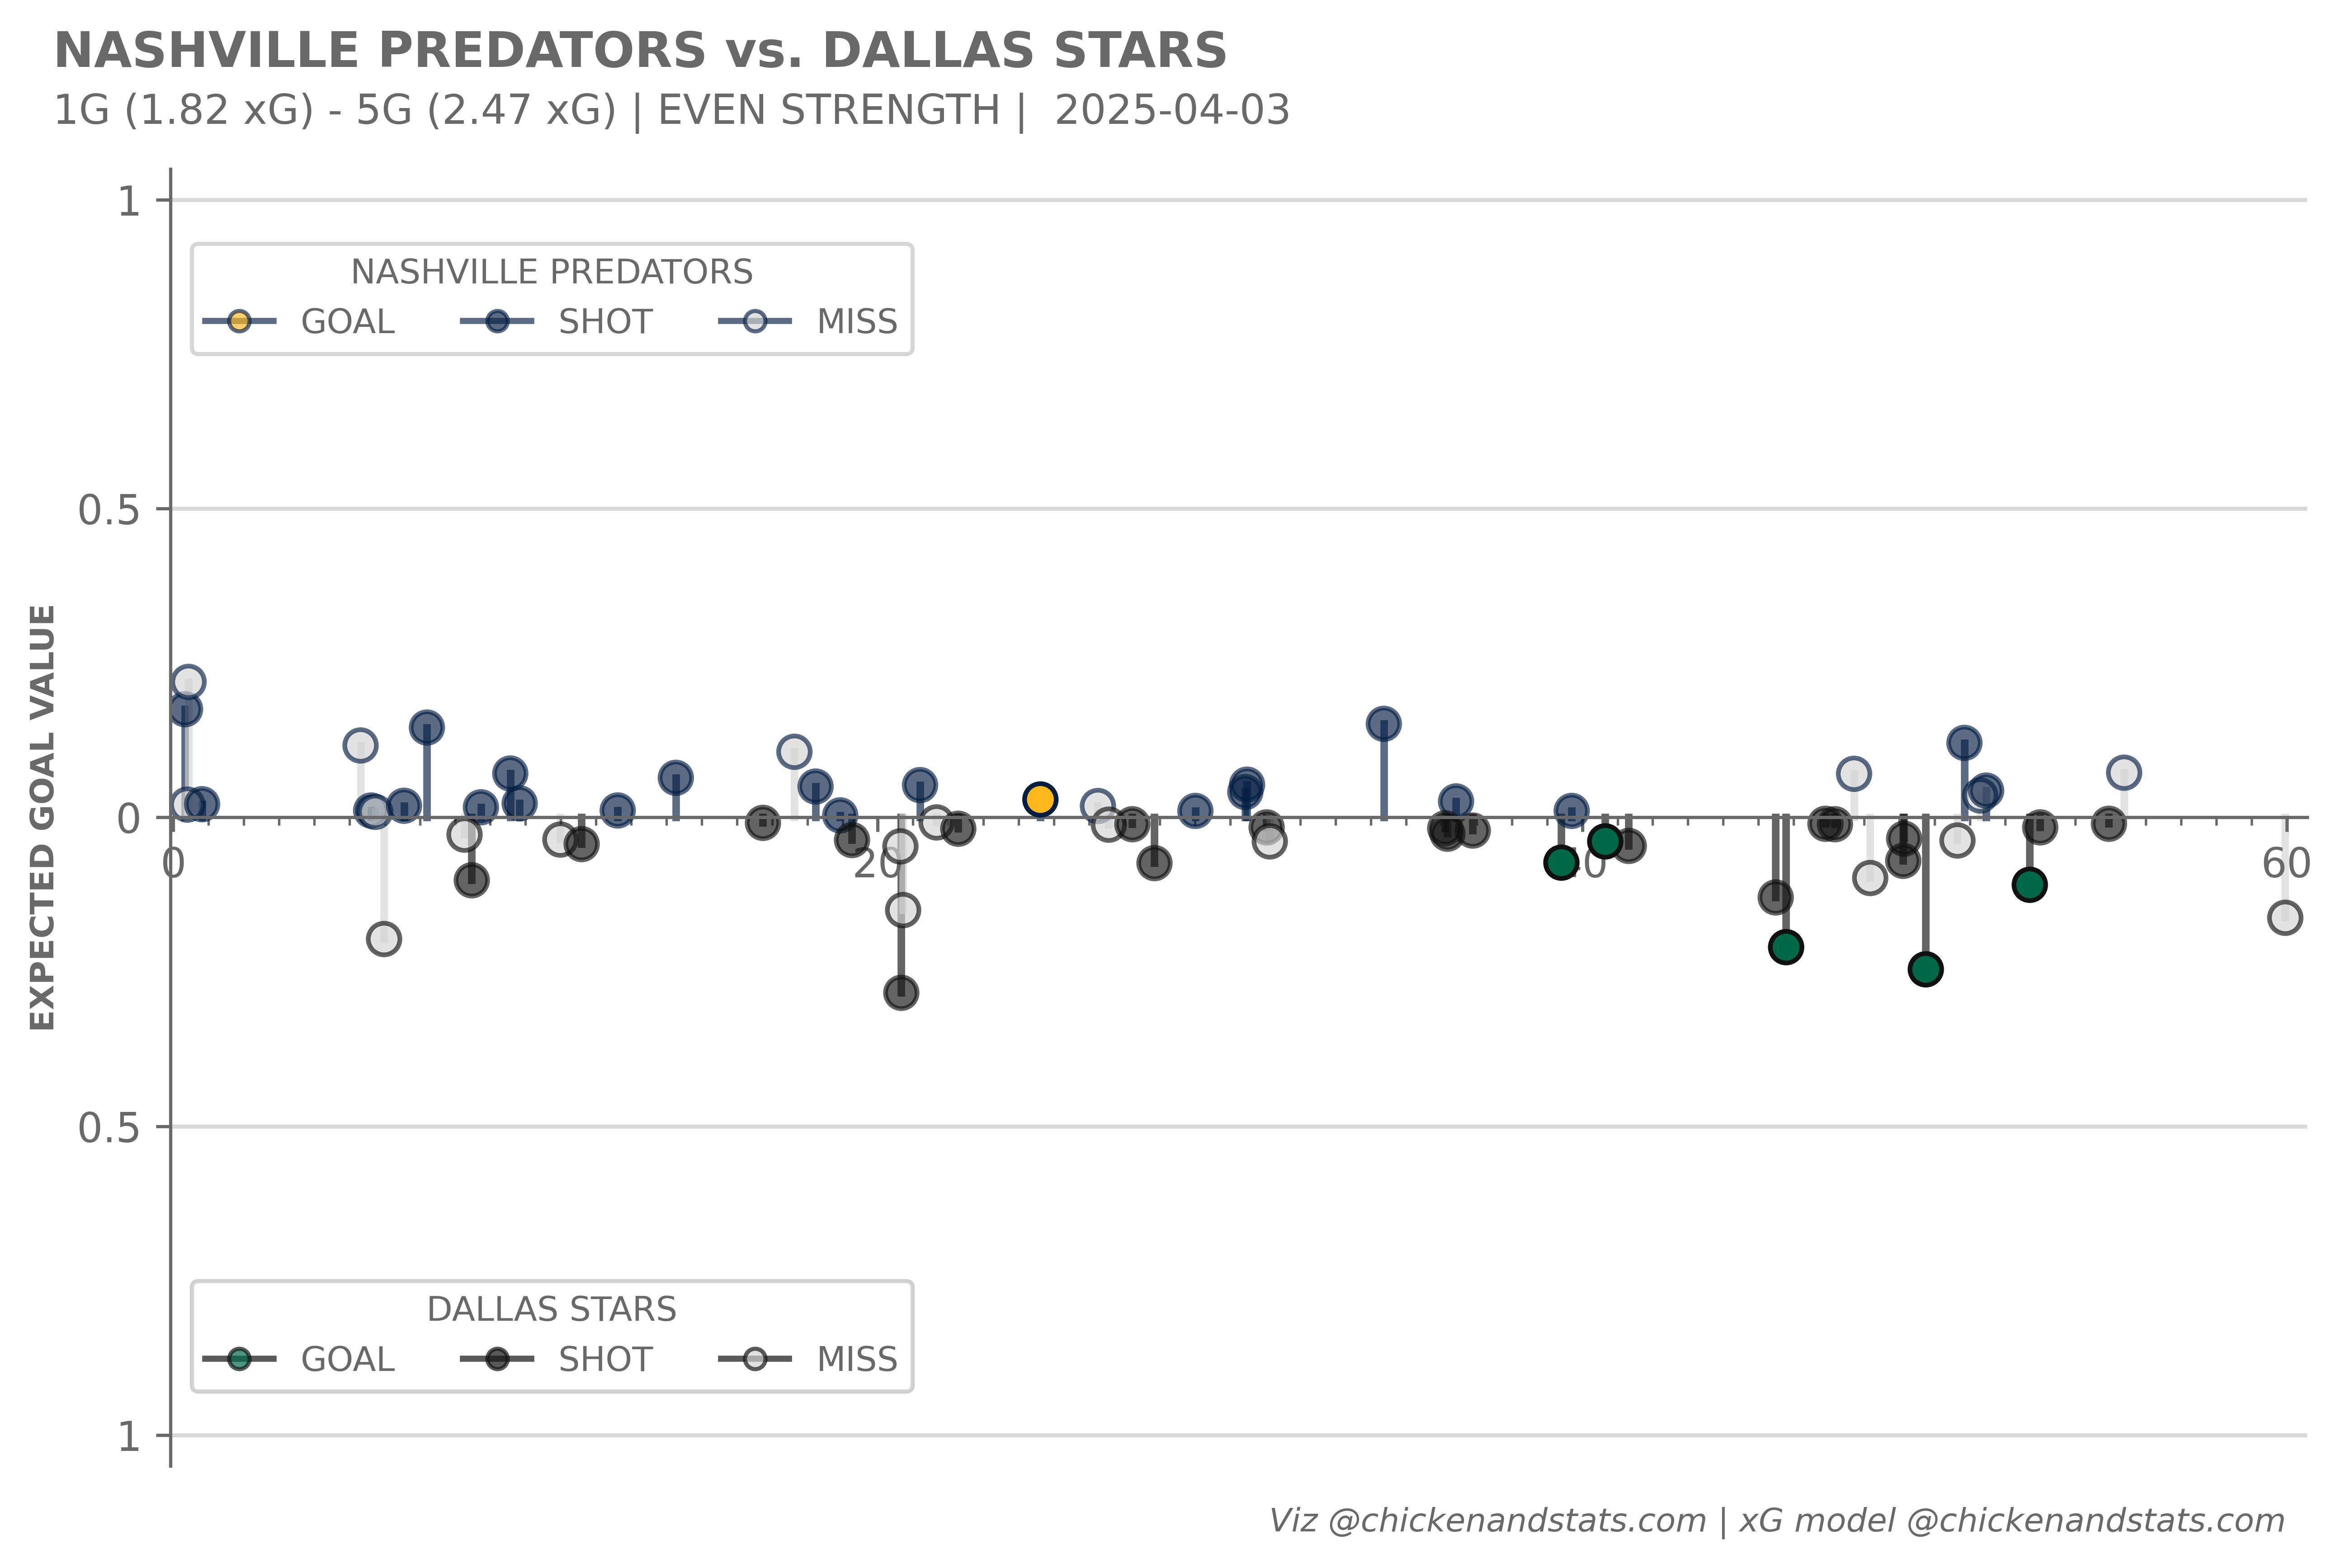 NASHVILLE PREDATORS vs. DALLAS STARS
1G (1.82 xG) - 5G (2.47 xG) | EVEN STRENGTH | 2025-04-03
1
NASHVILLE PREDATORS
GOAL SHOT MISS
0.5
EXPECTED GOAL VALUE
0
0 20 40 60
0.5
DALLAS STARS
GOAL SHOT MISS
1
Viz @chickenandstats.com | xG model @chickenandstats.com